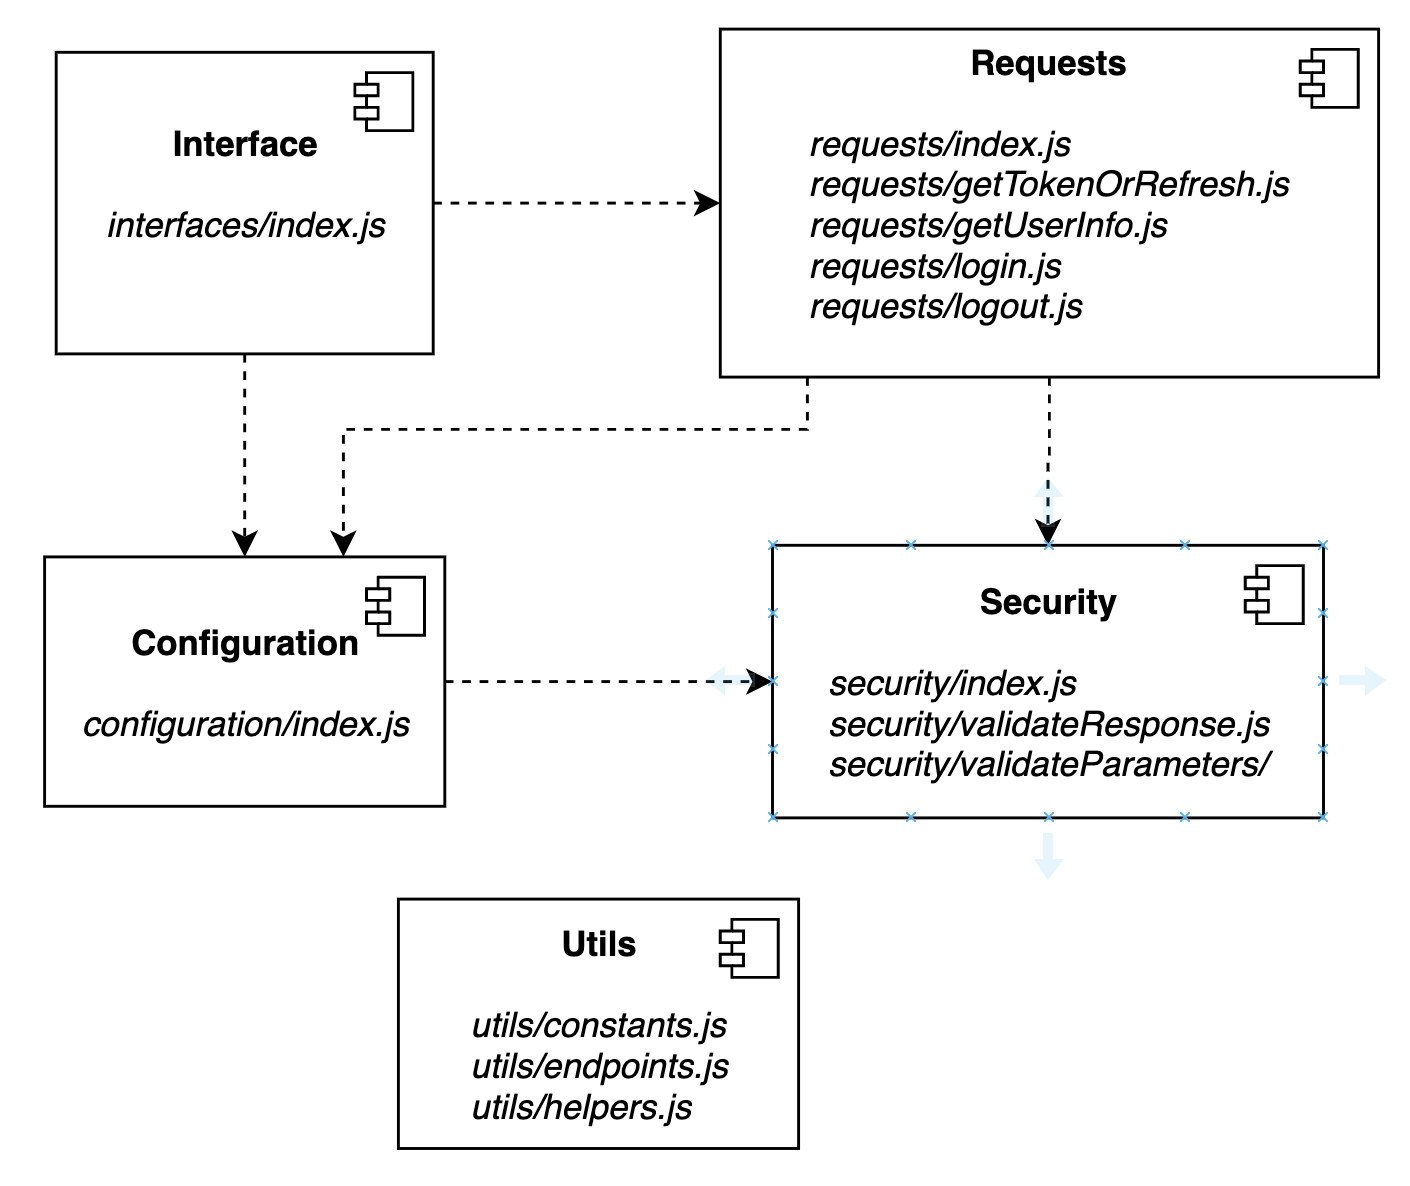 Interface
interfaces/index.js
Requests
requests/index.js
requests/getTokenOrRefresh.js
requests/getUserInfo.js
requests/login.js
requests/logout.js
Configuration
configuration/index.js
Security
security/index.js
security/validateResponse.js
security/validateParameters/
Utils
utils/constants.js
utils/endpoints.js
utils/helpers.js